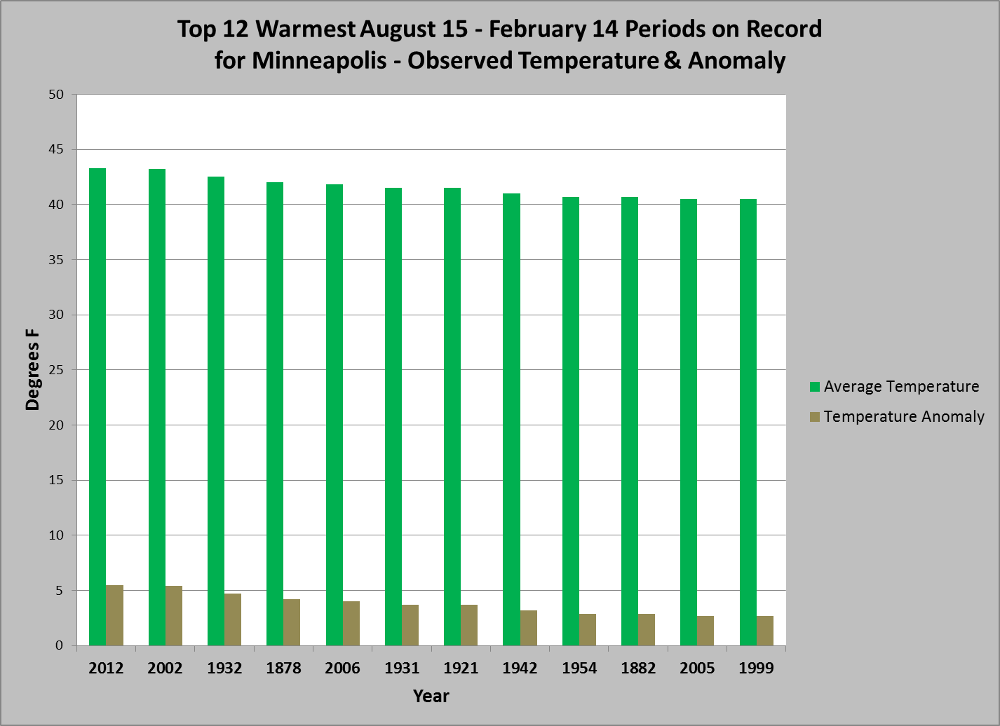 Top 12 Warmest August 15 - February 14 Periods on Record
for Minneapolis - Observed Temperature & Anomaly
50
45
40
35
30
25
20
15
10
5
0
Degrees F
2012 2002 1932 1878 2006 1931 1921 1942 1954 1882 2005 1999
Year
Average Temperature
Temperature Anomaly